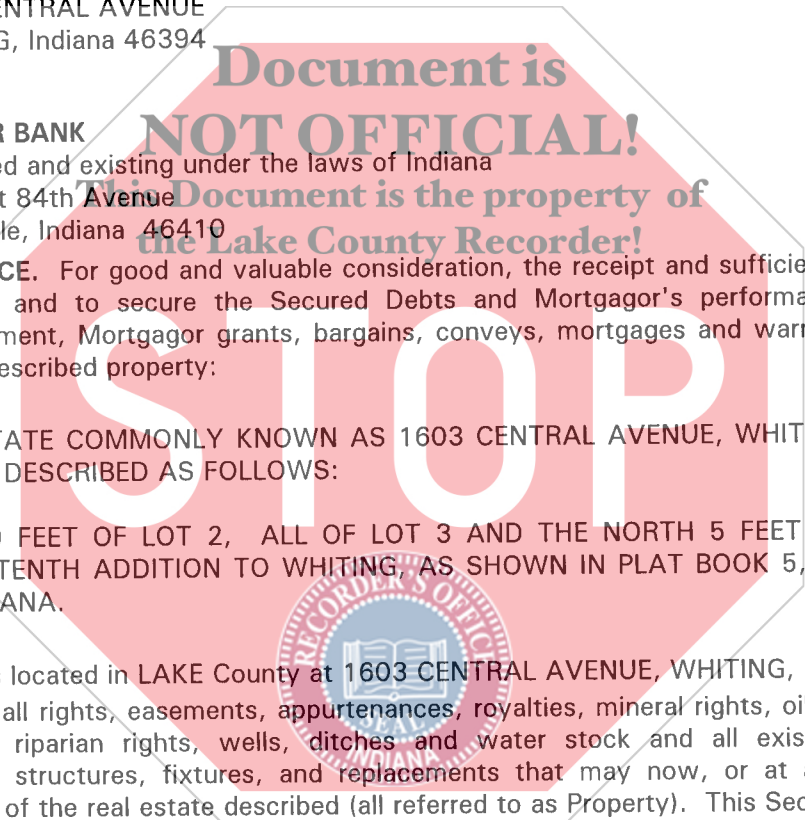 CENTRAL AVENUE
G, Indiana 46394
Document is
NOT OFFICIAL!
R BANK
ed and existing under the laws of Indiana
t 84th Avenue
This Document is the property of
le, Indiana 46410
the Lake County Recorder!
CE. For good and valuable consideration, the receipt and sufficie
and to secure the Secured Debts and Mortgagor's performa
ment, Mortgagor grants, bargains, conveys, mortgages and warr
escribed property:
STOP
TATE COMMONLY KNOWN AS 1603 CENTRAL AVENUE, WHIT
DESCRIBED AS FOLLOWS:
FEET OF LOT 2, ALL OF LOT 3 AND THE NORTH 5 FEET
TENTH ADDITION TO WHITING, AS SHOWN IN PLAT BOOK 5,
ANA.
RECORDER'S OFFICE
located in LAKE County at 1603 CENTRAL AVENUE, WHITING,
all rights, easements, appurtenances, royalties, mineral rights, oi
SEAL
riparian rights, wells, ditches and water stock and all exis
INDIANA
structures, fixtures, and replacements that may now, or at
of the real estate described (all referred to as Property). This Sec